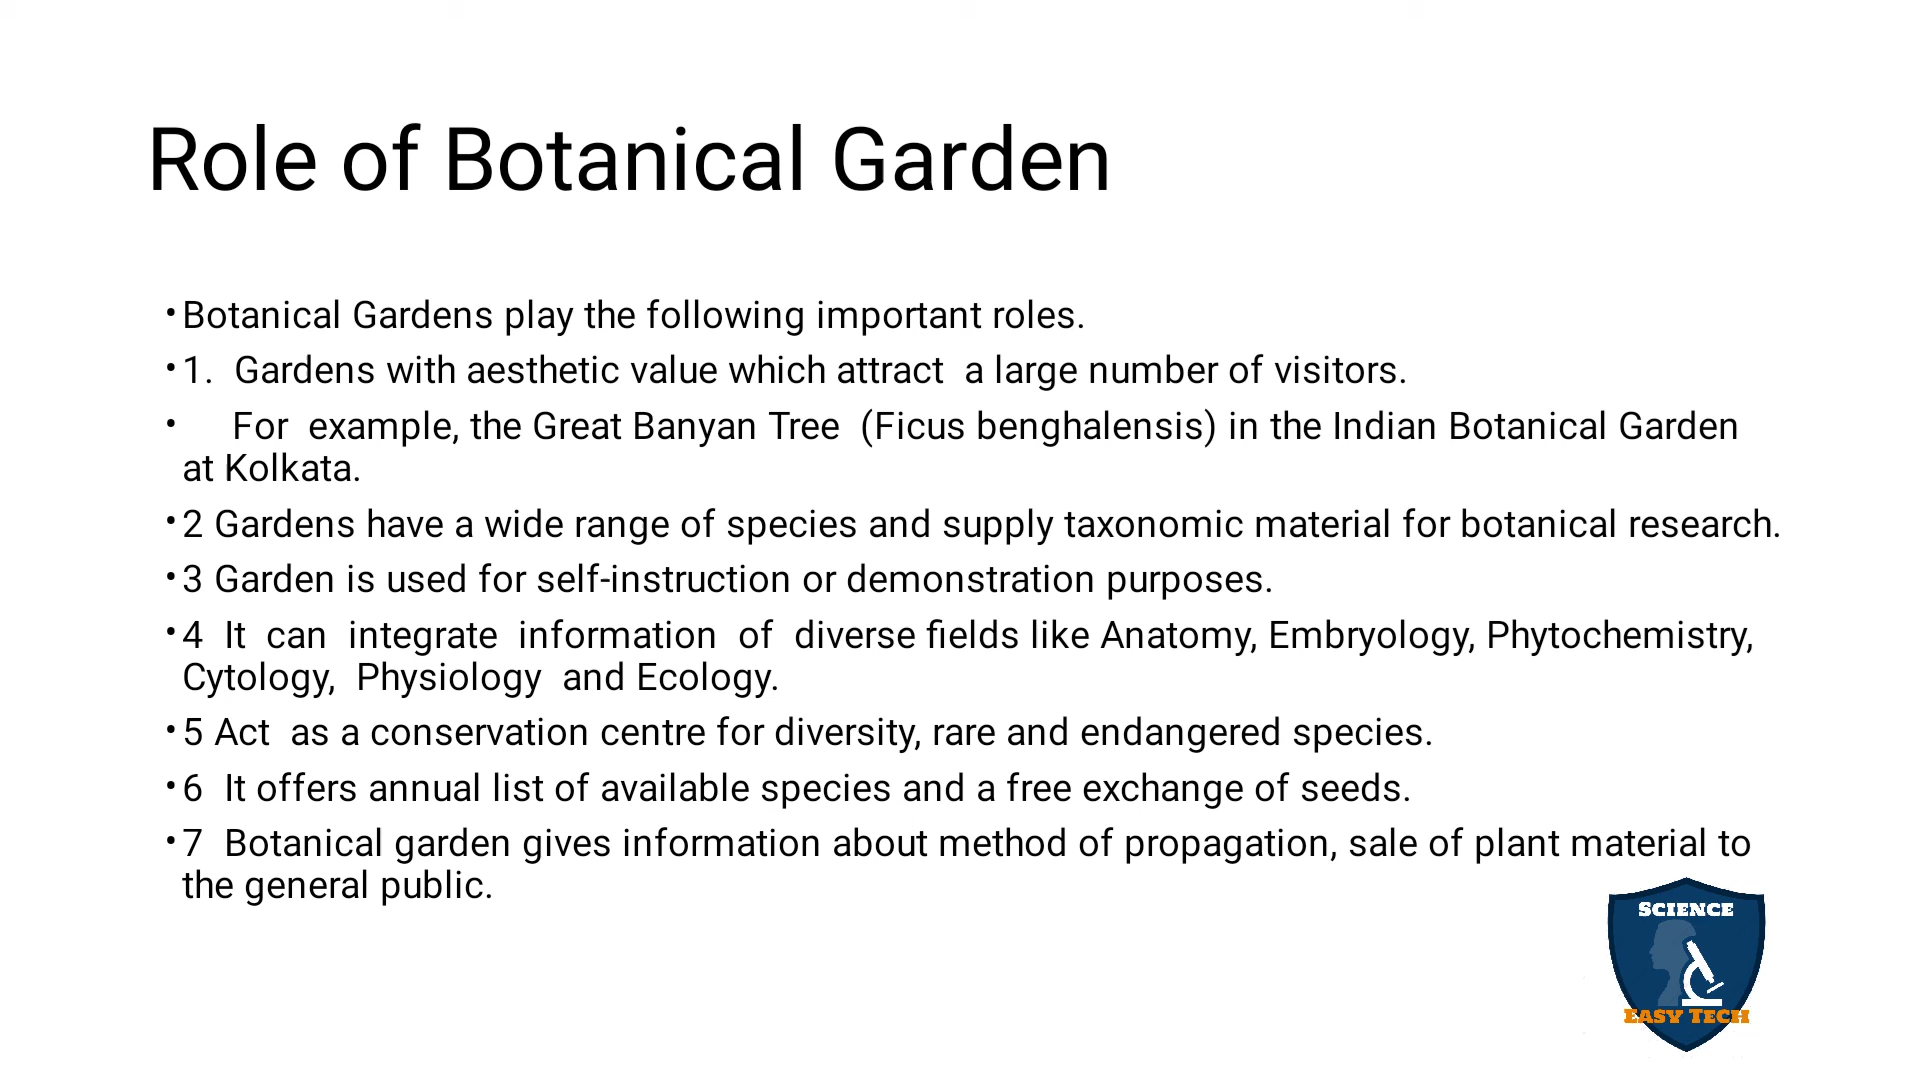 Role of Botanical Garden
•Botanical Gardens play the following important roles.
•1.  Gardens with aesthetic value which attract  a large number of visitors.
•    For  example, the Great Banyan Tree  (Ficus benghalensis) in the Indian Botanical Garden
at Kolkata.
•2 Gardens have a wide range of species and supply taxonomic material for botanical research.
•3 Garden is used for self-instruction or demonstration purposes.
•4  It  can  integrate  information  of  diverse fields like Anatomy, Embryology, Phytochemistry,
Cytology,  Physiology  and Ecology.
•5 Act  as a conservation centre for diversity, rare and endangered species.
•6  It offers annual list of available species and a free exchange of seeds.
•7  Botanical garden gives information about method of propagation, sale of plant material to
the general public.
SCIENCE
EASY TECH